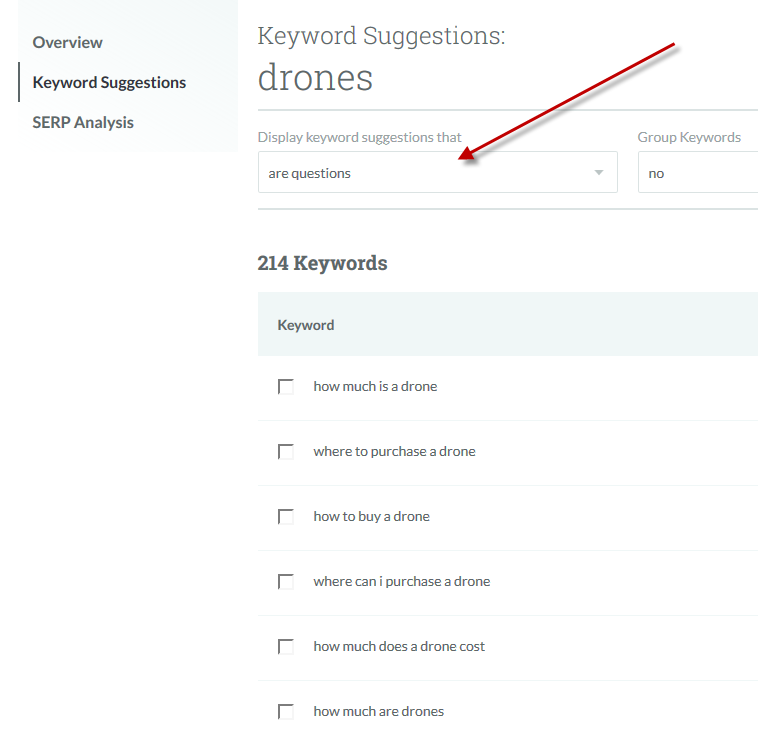 Overview
Keyword Suggestions
SERP Analysis
Keyword Suggestions:
drones
Display keyword suggestions that
Group Keywords
are questions
no
214 Keywords
Keyword
how much is a drone
where to purchase a drone
how to buy a drone
where can i purchase a drone
how much does a drone cost
how much are drones